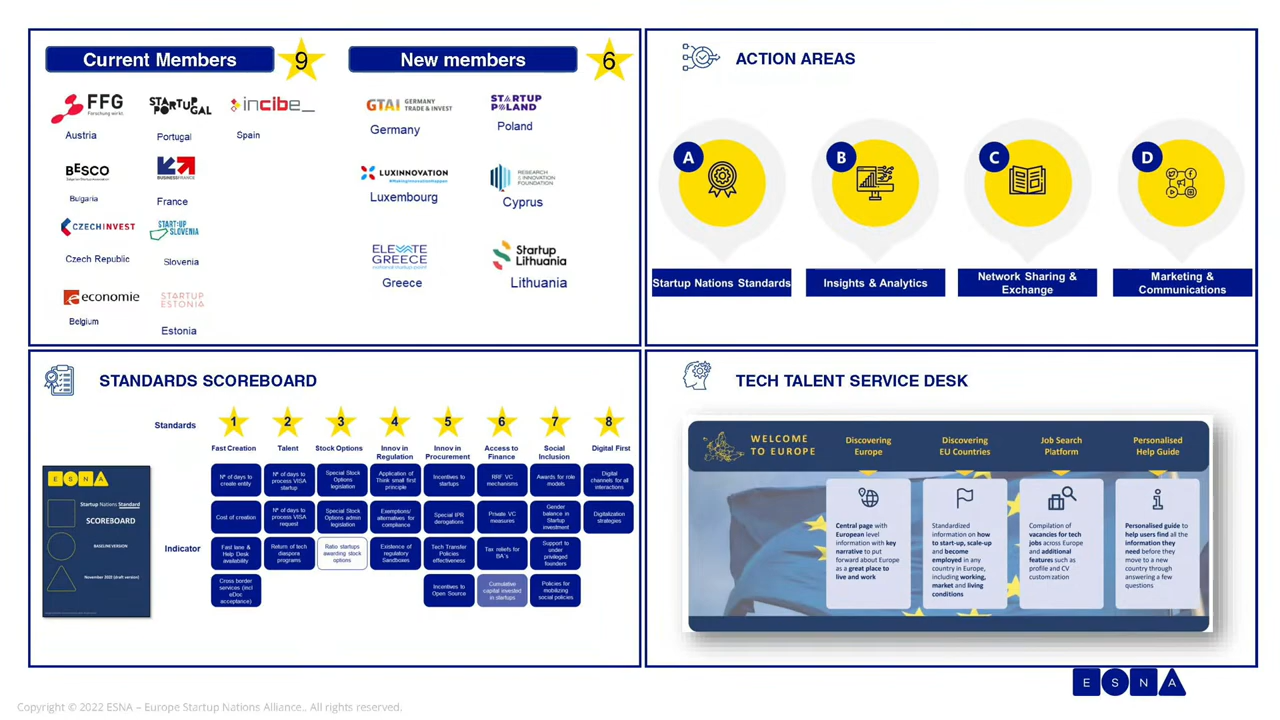 Current Members
9
New members
6
FFG
Forschung wirkt
Austria
STARTUP
PORTUGAL
Portugal
incibe_
Spain
BESCO
Bulgaria
BUSINESS FRANCE
France
CZECHINVEST
Czech Republic
START:UP
SLOVENIA
Slovenia
economie
Belgium
STARTUP
ESTONIA
Estonia
GTAI GERMANY
TRADE & INVEST
Germany
STARTUP
POLAND
Poland
LUXINNOVATION
Luxembourg
RESEARCH
& INNOVATION
FOUNDATION
Cyprus
ELEVATE
GREECE
Greece
Startup
Lithuania
Lithuania
ACTION AREAS
A
B
C
D
Startup Nations Standards
Insights & Analytics
Network Sharing &
Exchange
Marketing &
Communications
STANDARDS SCOREBOARD
Standards
1
2
3
4
5
6
7
8
Fast Creation
Talent
Stock Options
Innov in
Regulation
Innov in
Procurement
Access to
Finance
Social
Inclusion
Digital First
Nº of days to
create entity
Nº of days to
process VISA
startup
Special Stock
Options
legislation
Application of
Think small first
principle
Incentives to
startups
RRF VC
mechanisms
Awards for role
models
Digital
channels for all
interactions
Cost of creation
Nº of days to
process VISA
request
Special Stock
Options admin
legislation
Exemptions/
alternatives for
compliance
Special IPR
derogations
Private VC
measures
Gender
balance in
Startup
investment
Digitalization
strategies
Indicator
Fast lane &
Help Desk
availability
Return of tech
diaspora
programs
Ratio startups
awarding stock
options
Existence of
regulatory
Sandboxes
Tech Transfer
Policies
effectiveness
Tax reliefs for
BA´s
Support to
under
privileged
founders
Cross border
services (incl
eDoc
acceptance)
Incentives to
Open Source
Cumulative
capital invested
in startups
Policies for
mobilizing
social policies
ESNA
Startup Nations Standard
SCOREBOARD
BASELINE VERSION
November 2022 (draft version)
TECH TALENT SERVICE DESK
WELCOME
TO EUROPE
Discovering
Europe
Discovering
EU Countries
Job Search
Platform
Personalised
Help Guide
Central page with
European level
information with key
narrative to put
forward about Europe
as a great place to
live and work
Standardized
information on how
to start-up, scale-up
and become
employed in any
country in Europe,
including working,
market and living
conditions
Compilation of
vacancies for tech
jobs across Europe
and additional
features such as
profile and CV
customization
Personalised guide to
help users find all the
information they
need before they
move to a new
country through
answering a few
questions
ESNA
Copyright © 2022 ESNA – Europe Startup Nations Alliance.. All rights reserved.